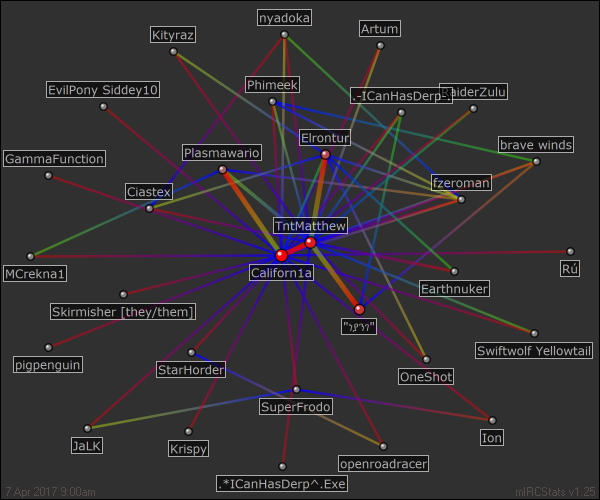 nyadoka
Artum
Kityraz
Phimeek
RaiderZulu
.-ICanHasDerp-.
EvilPony Siddey10
Elrontur
brave winds
Plasmawario
GammaFunction
fzeroman
Ciastex
TntMatthew
MCrekna1
Californ1a
Rú
Earthnuker
Skirmisher [they/them]
Swiftwolf Yellowtail
pigpenguin
StarHorder
OneShot
SuperFrodo
JaLK
Krispy
Ion
openroadracer
.*ICanHasDerp^.Exe
7 Apr 2017 9:00am
mIRCStats v1.25